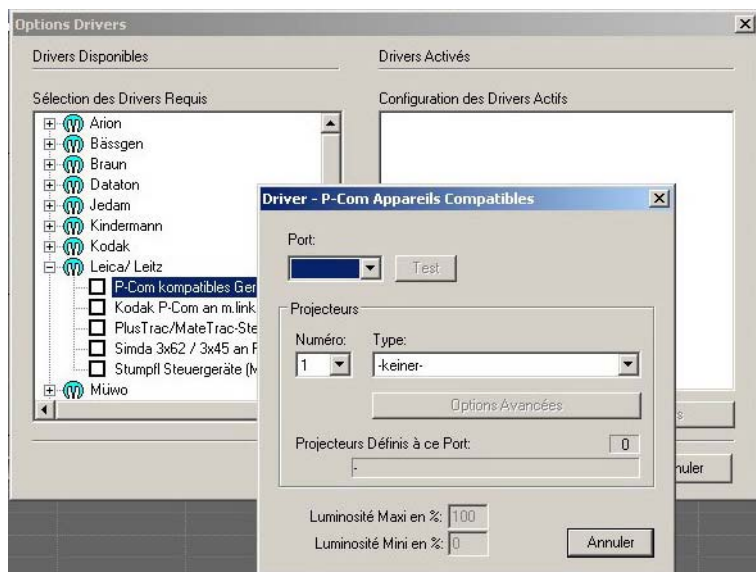 Options Drivers
Drivers Disponibles
Drivers Activés
Sélection des Drivers Requis
Configuration des Drivers Actifs
Arion
Bässgen
Braun
Dataton
Jedam
Kindermann
Kodak
Leica/ Leitz
P-Com kompatibles Ger
Kodak P-Com an m.link
PlusTrac/MateTrac-Ste
Simda 3x62 / 3x45 an
Stumpfl Steuergeräte (M
Müwo
Driver - P-Com Appareils Compatibles
Port:
Test
Projecteurs
Numéro:
Type:
1
-keiner-
Options Avancées
Projecteurs Définis à ce Port:
0
-
Luminosité Maxi en %:
100
Luminosité Mini en %:
0
Annuler
s
nuler